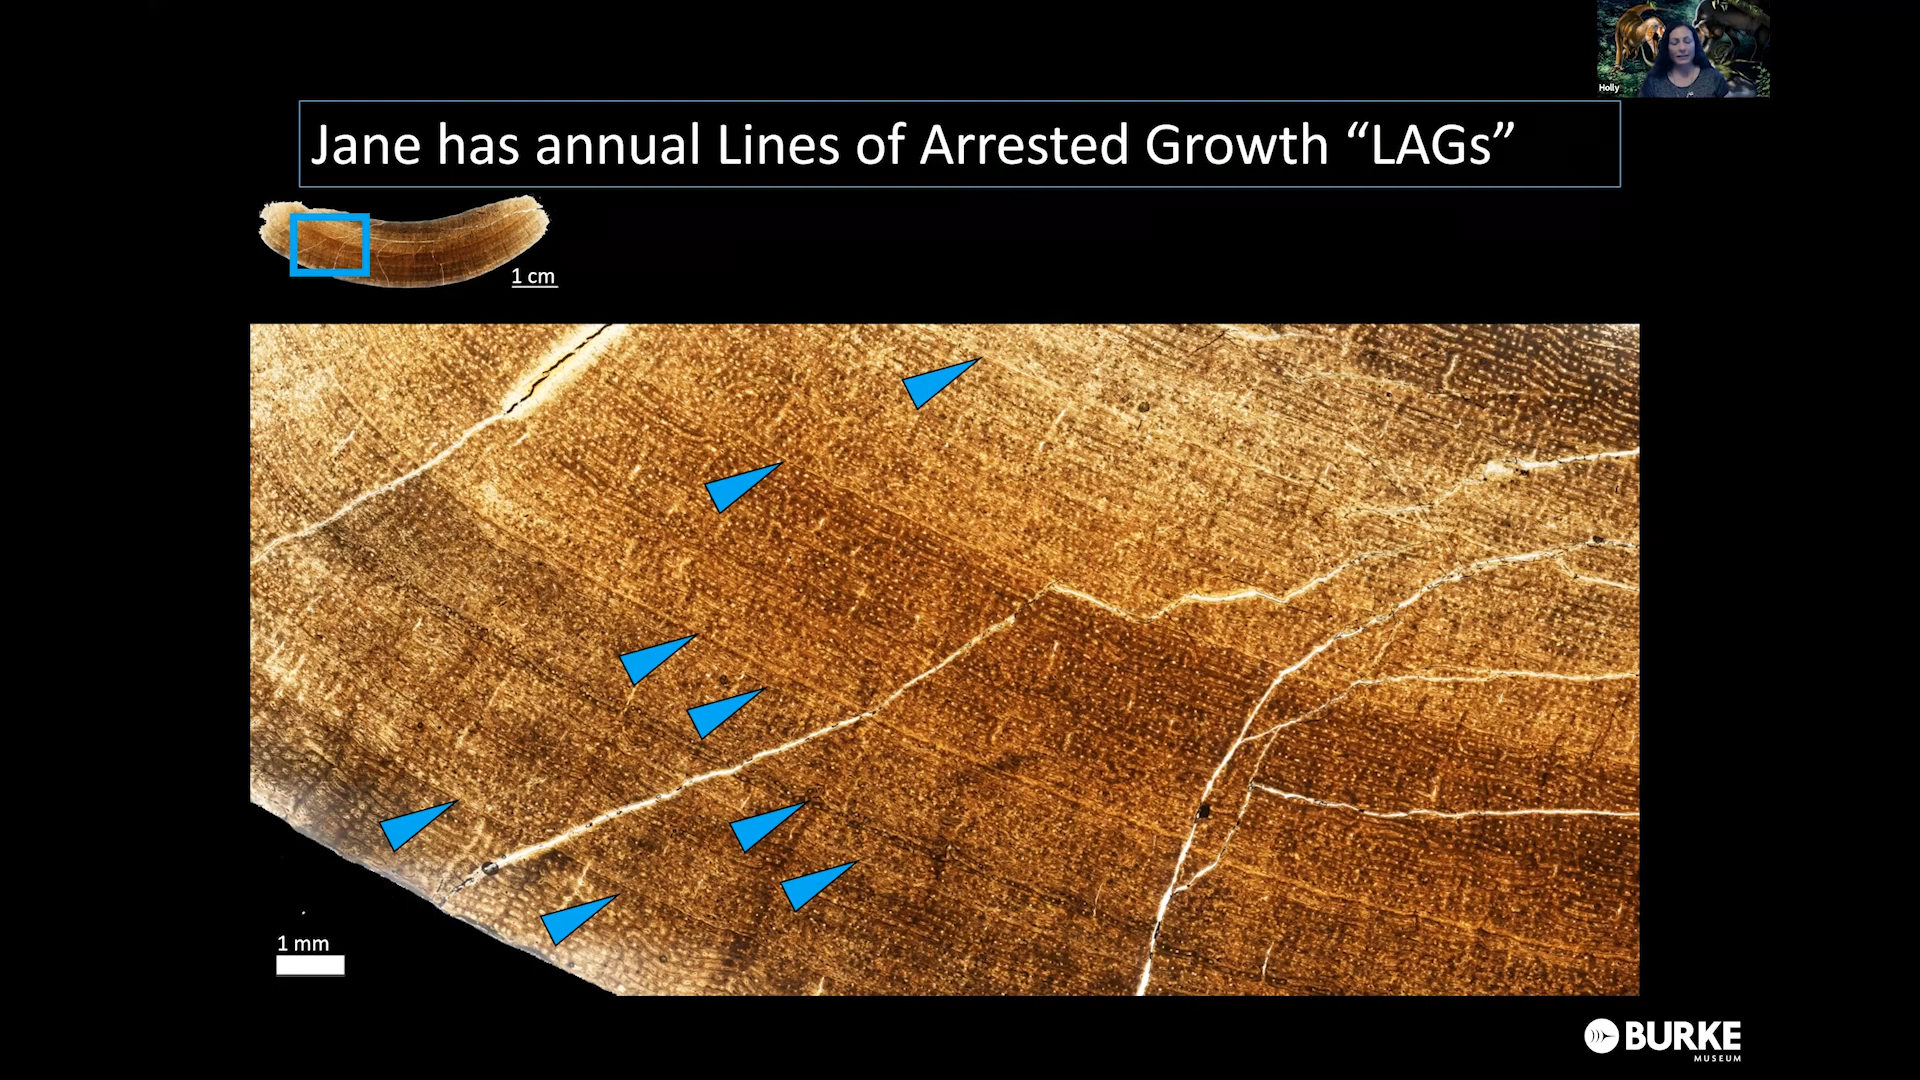 Holly
Jane has annual Lines of Arrested Growth “LAGs”
1 cm
1 mm
BURKE
MUSEUM